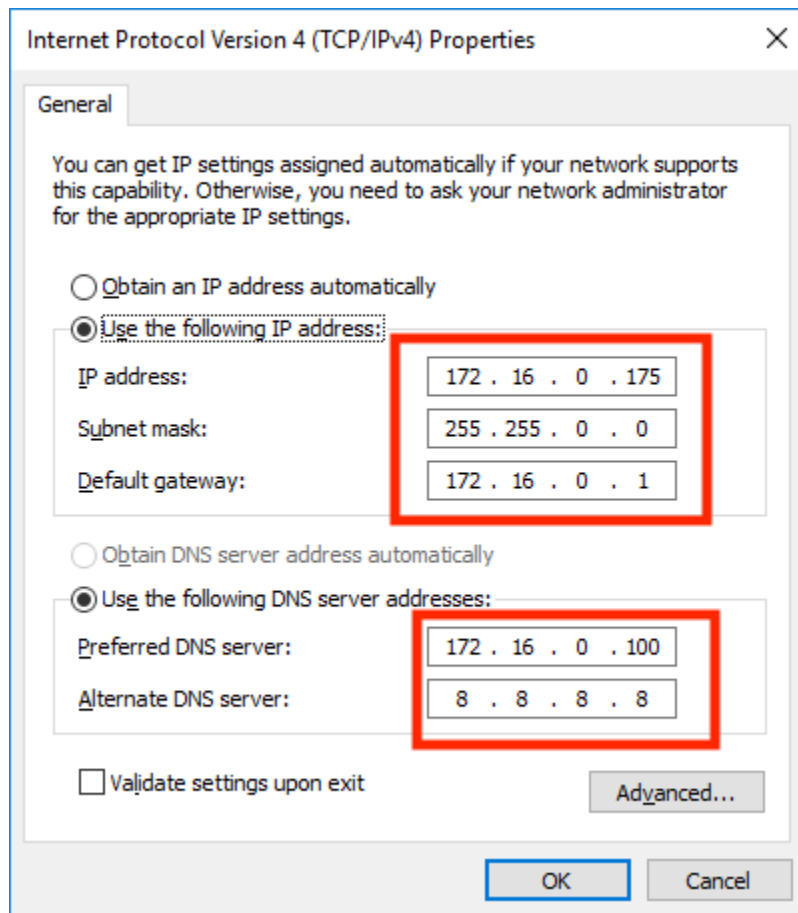 Internet Protocol Version 4 (TCP/IPv4) Properties
General
You can get IP settings assigned automatically if your network supports
this capability. Otherwise, you need to ask your network administrator
for the appropriate IP settings.
Obtain an IP address automatically
Use the following IP address:
IP address: 172 . 16 . 0 . 175
Subnet mask: 255 . 255 . 0 . 0
Default gateway: 172 . 16 . 0 . 1
Obtain DNS server address automatically
Use the following DNS server addresses:
Preferred DNS server: 172 . 16 . 0 . 100
Alternate DNS server: 8 . 8 . 8 . 8
Validate settings upon exit
Advanced...
OK Cancel